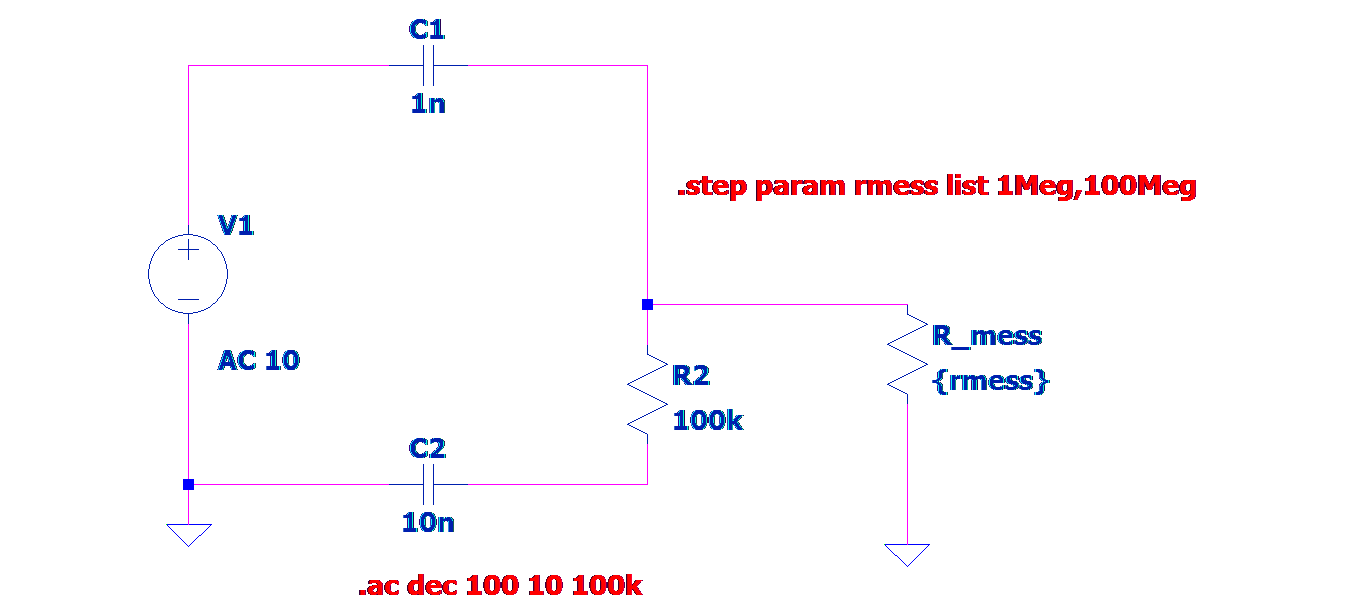 C1
1n
.step param rmess list 1Meg,100Meg
V1
AC 10
R_mess
{rmess}
R2
100k
C2
10n
.ac dec 100 10 100k